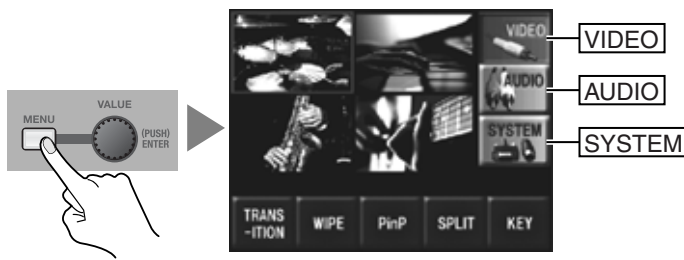 MENU
VALUE
(PUSH)
ENTER
VIDEO
AUDIO
SYSTEM
TRANS
-ITION
WIPE
PinP
SPLIT
KEY
VIDEO
AUDIO
SYSTEM